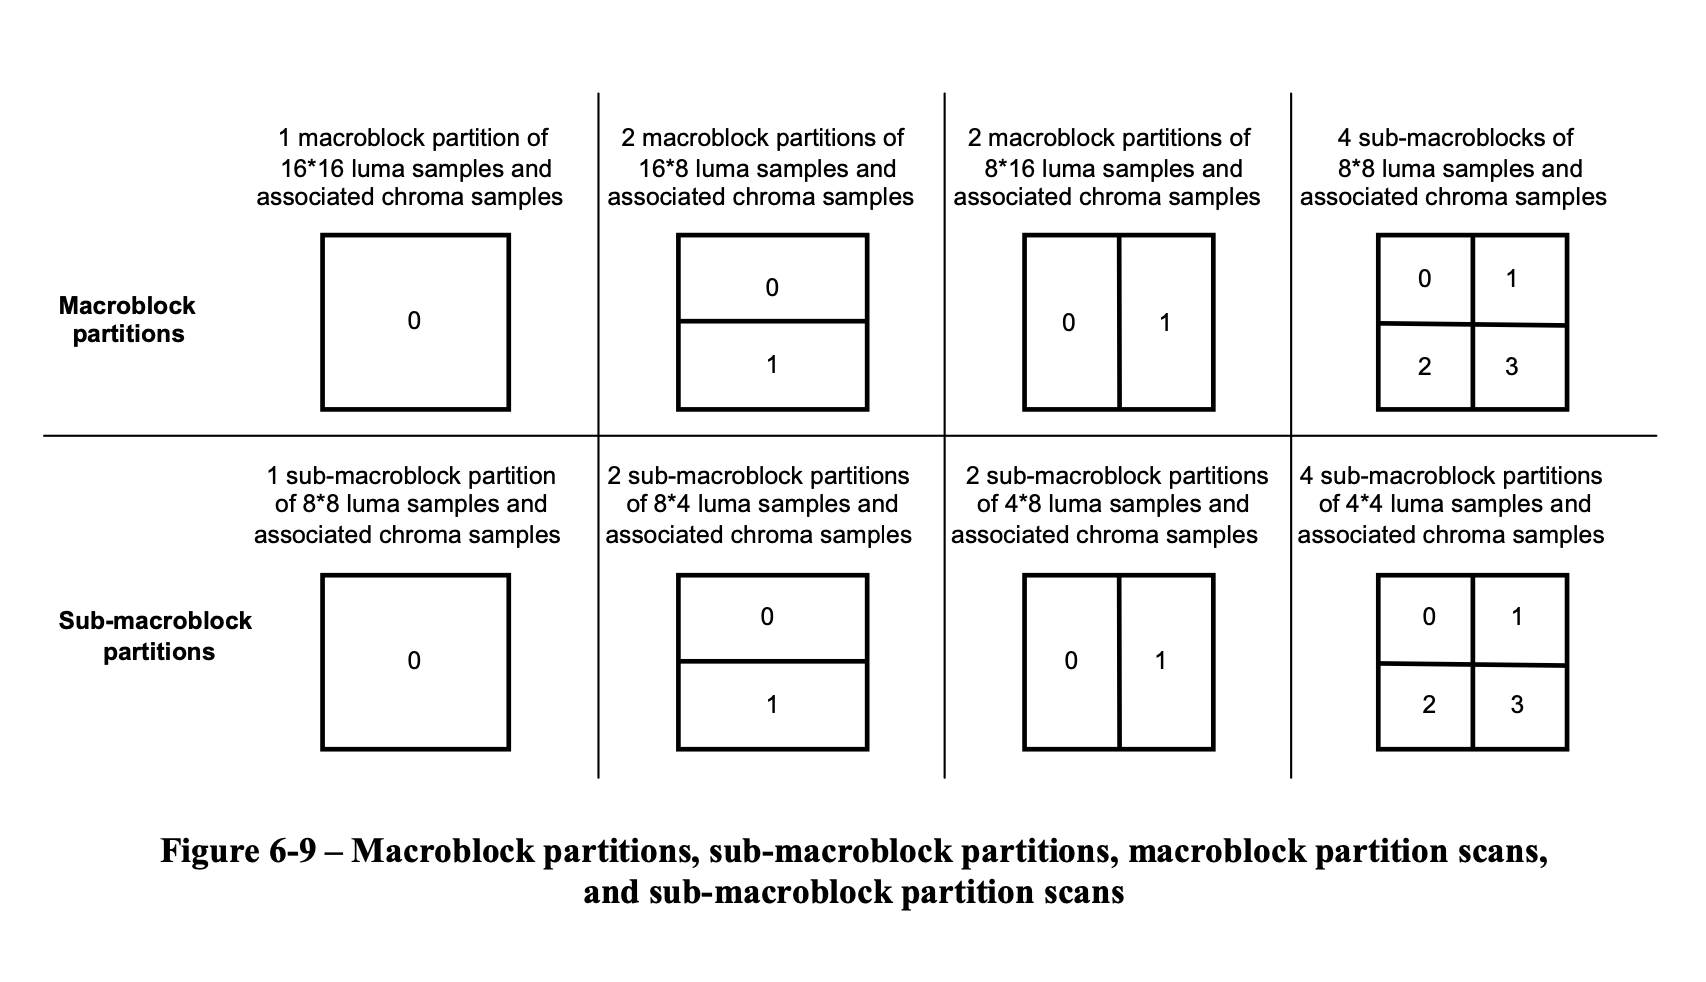 1 macroblock partition of
16*16 luma samples and
associated chroma samples
2 macroblock partitions of
16*8 luma samples and
associated chroma samples
2 macroblock partitions of
8*16 luma samples and
associated chroma samples
4 sub-macroblocks of
8*8 luma samples and
associated chroma samples
Macroblock
partitions
0
0
1
0 1
0 1
2 3
1 sub-macroblock partition
of 8*8 luma samples and
associated chroma samples
2 sub-macroblock partitions
of 8*4 luma samples and
associated chroma samples
2 sub-macroblock partitions
of 4*8 luma samples and
associated chroma samples
4 sub-macroblock partitions
of 4*4 luma samples and
associated chroma samples
Sub-macroblock
partitions
0
0
1
0 1
0 1
2 3
Figure 6-9 – Macroblock partitions, sub-macroblock partitions, macroblock partition scans,
and sub-macroblock partition scans